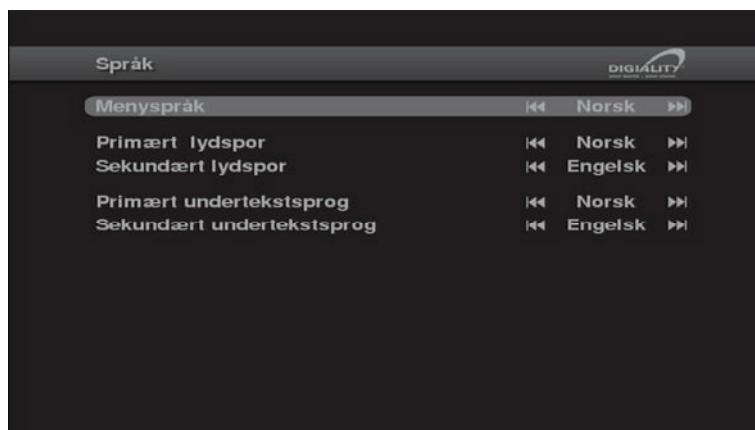 Språk
DIGIALITY
Menyspråk Norsk
Primært lydspor Norsk
Sekundært lydspor Engelsk
Primært undertekstsprog Norsk
Sekundært undertekstsprog Engelsk